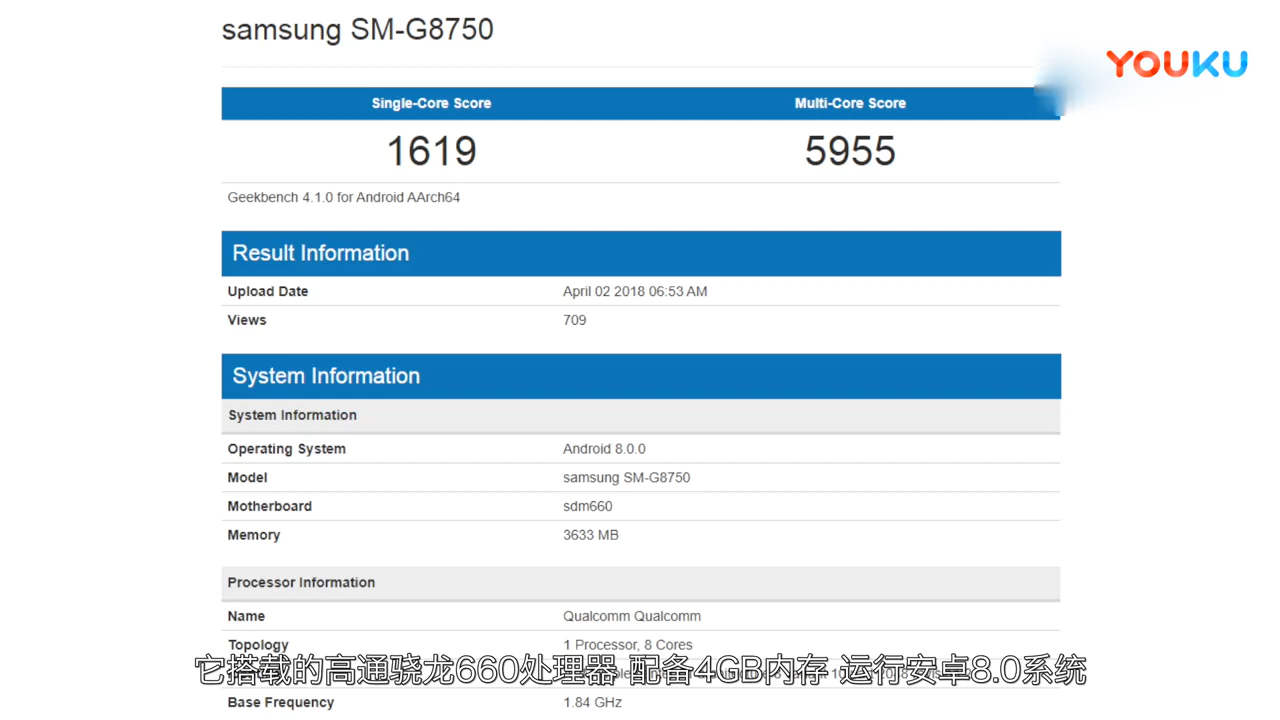 samsung SM-G8750
YOUKU
Single-Core Score Multi-Core Score
1619 5955
Geekbench 4.1.0 for Android AArch64
Result Information
Upload Date April 02 2018 06:53 AM
Views 709
System Information
System Information
Operating System Android 8.0.0
Model samsung SM-G8750
Motherboard sdm660
Memory 3633 MB
Processor Information
Name Qualcomm Qualcomm
Topology 1 Processor, 8 Cores
它搭载的高通骁龙660处理器 配备4GB内存 运行安卓8.0系统
Base Frequency 1.84 GHz